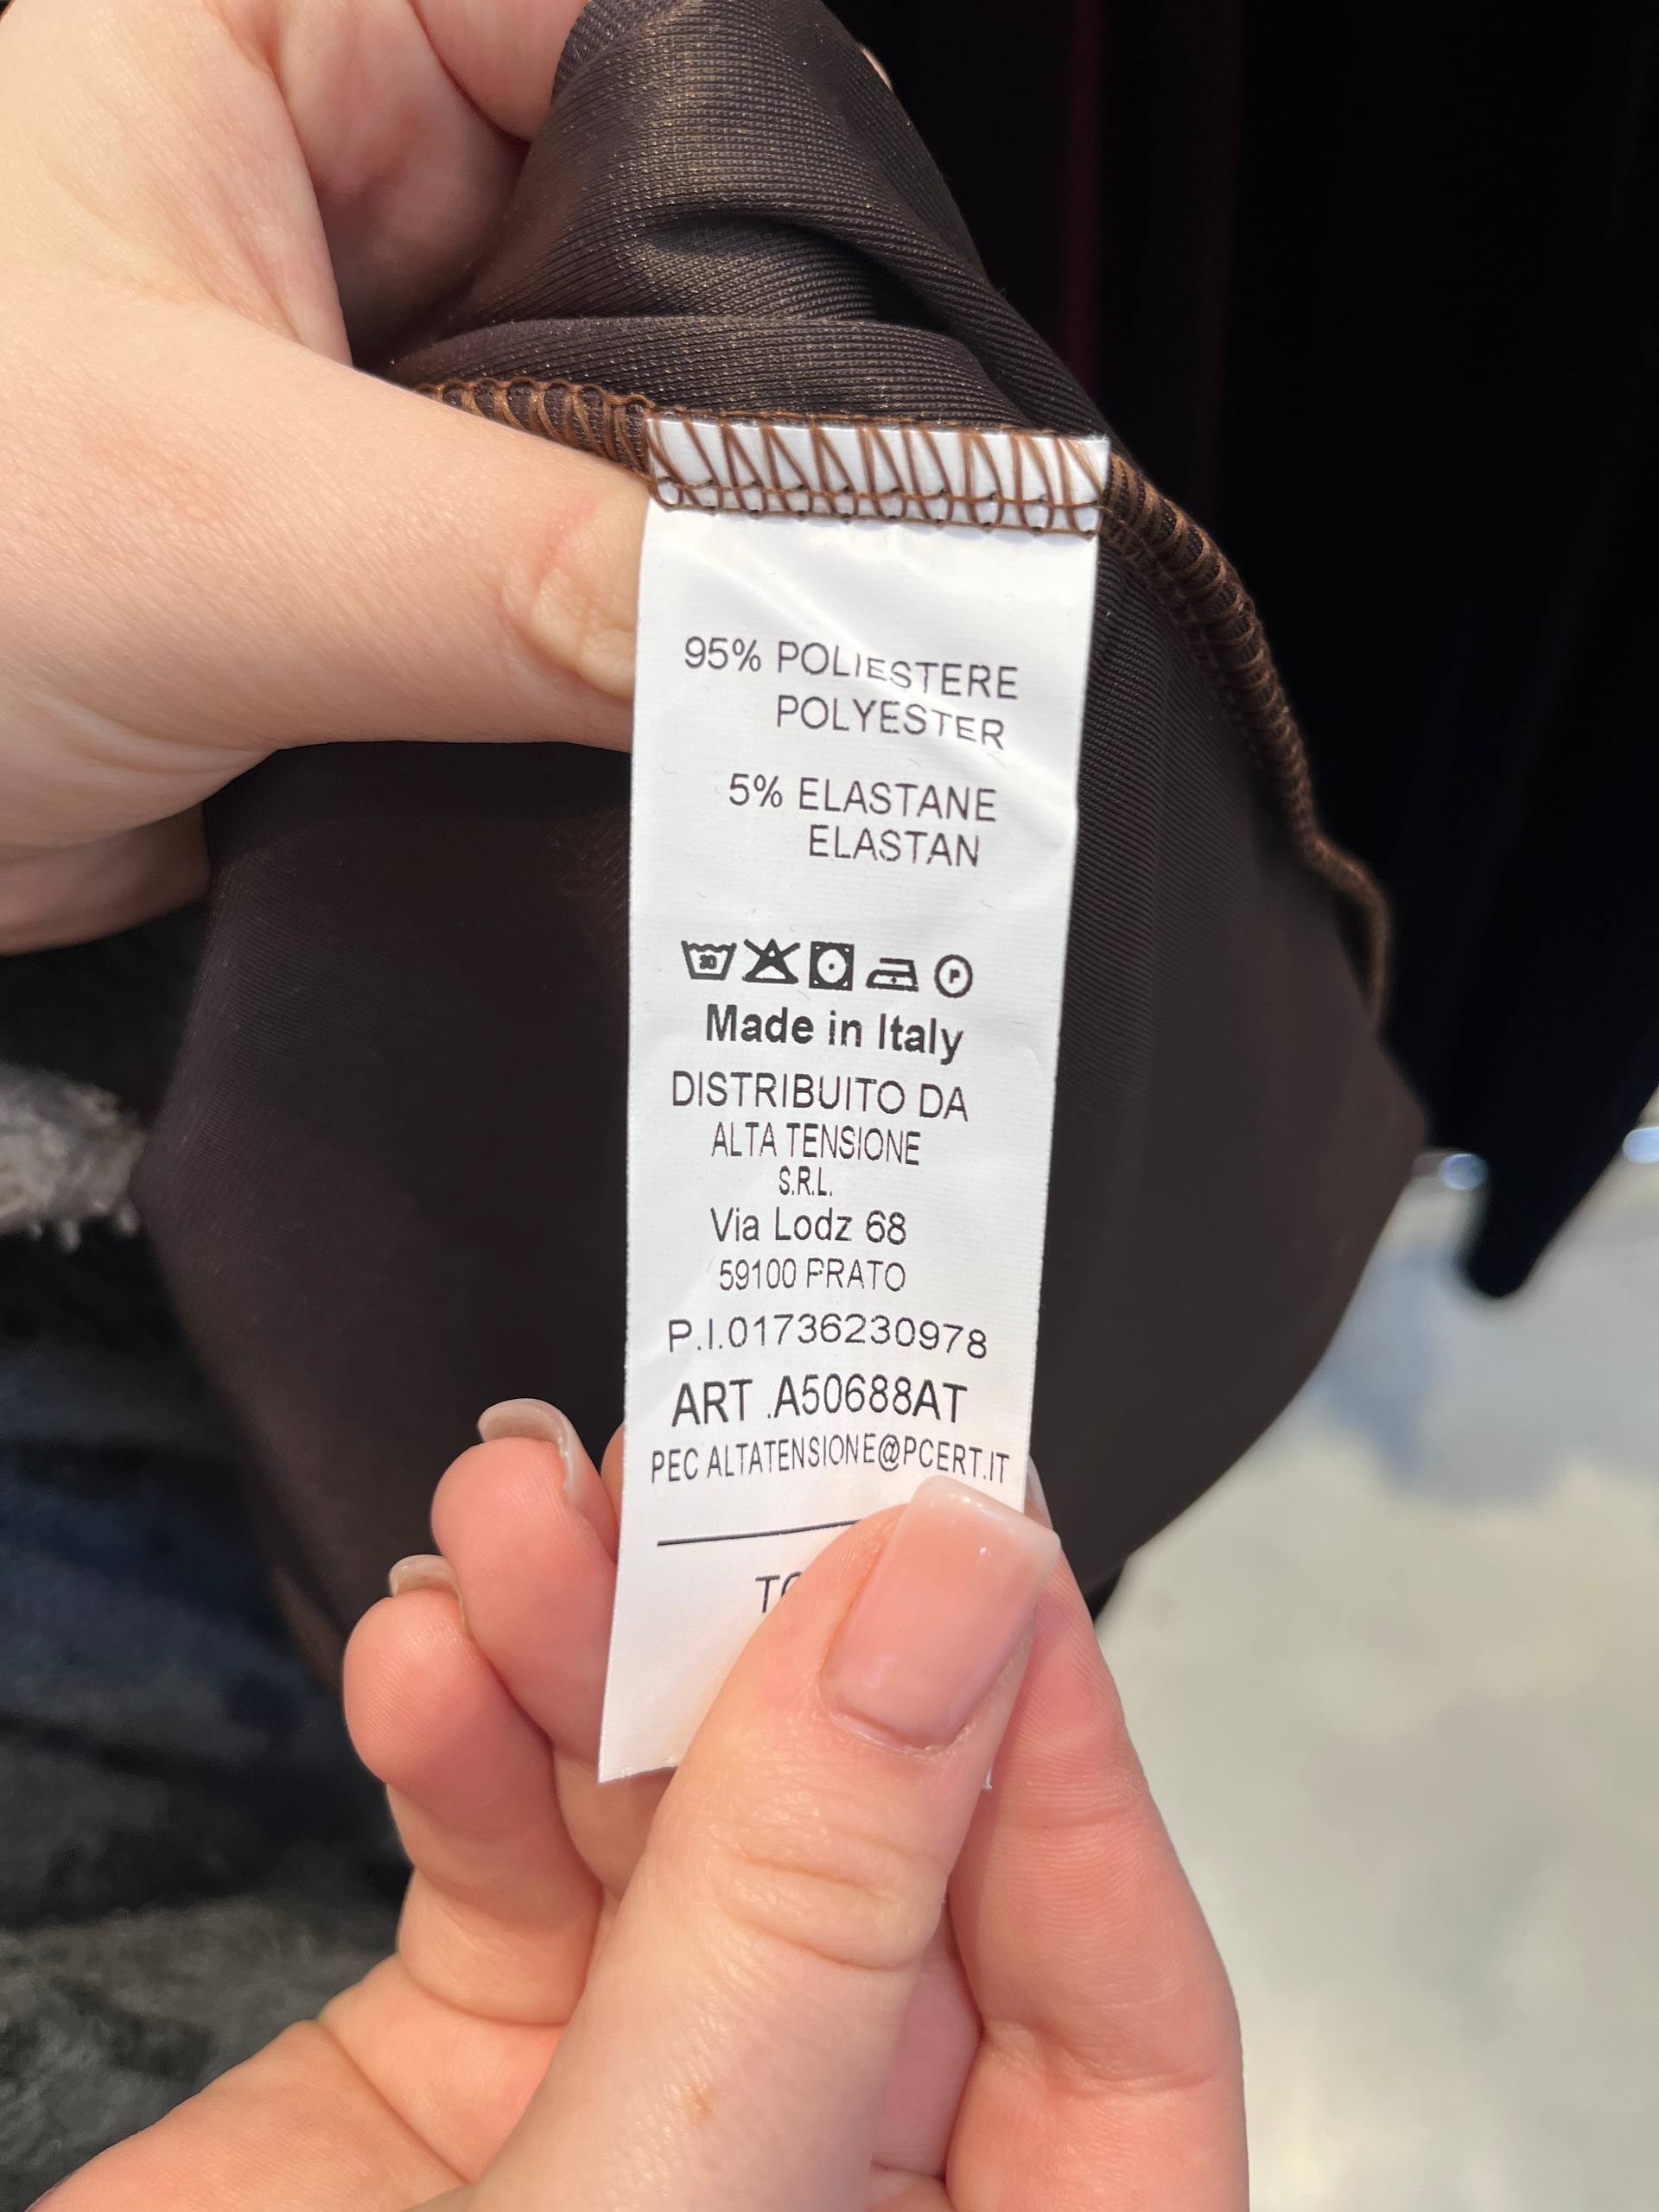 95% POLIESTERE
POLYESTER
5% ELASTANE
ELASTAN
30
P
Made in Italy
DISTRIBUITO DA
ALTA TENSIONE
S.R.L.
Via Lodz 68
59100 PRATO
P.I.01736230978
ART .A50688AT
PEC ALTATENSIONE@PCERT.IT